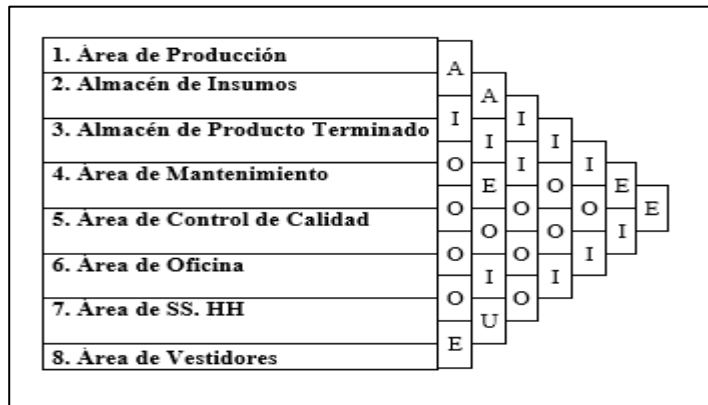 1. Área de Producción
2. Almacén de Insumos
3. Almacén de Producto Terminado
4. Área de Mantenimiento
5. Área de Control de Calidad
6. Área de Oficina
7. Área de SS. HH
8. Área de Vestidores
A
I
O
O
O
O
E
A
I
E
O
I
U
I
I
O
O
O
I
O
O
I
I
O
I
E
I
E